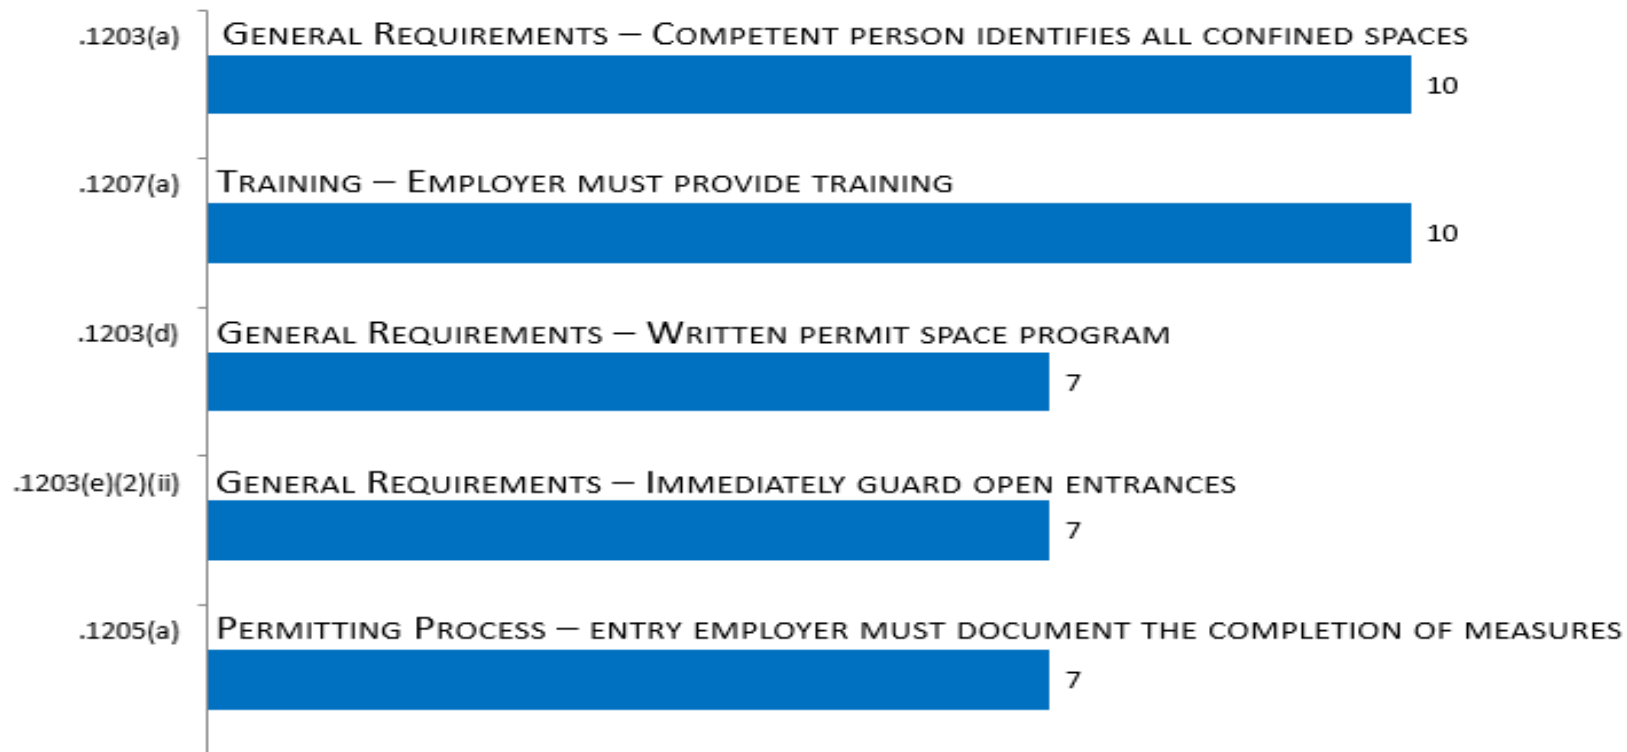 .1203(a) General Requirements – Competent person identifies all confined spaces
10
.1207(a) Training – Employer must provide training
10
.1203(d) General Requirements – Written permit space program
7
.1203(e)(2)(ii) General Requirements – Immediately guard open entrances
7
.1205(a) Permitting Process – entry employer must document the completion of measures
7